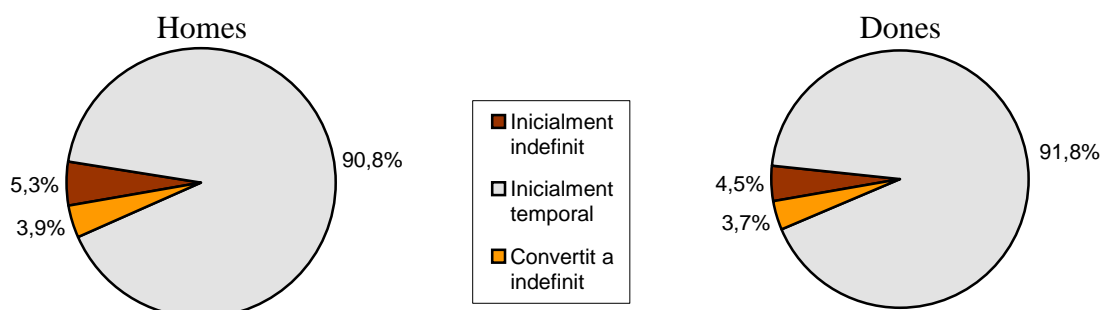 Homes
90,8%
5,3%
3,9%
Inicialment
indefinit
Inicialment
temporal
Convertit a
indefinit
Dones
91,8%
4,5%
3,7%